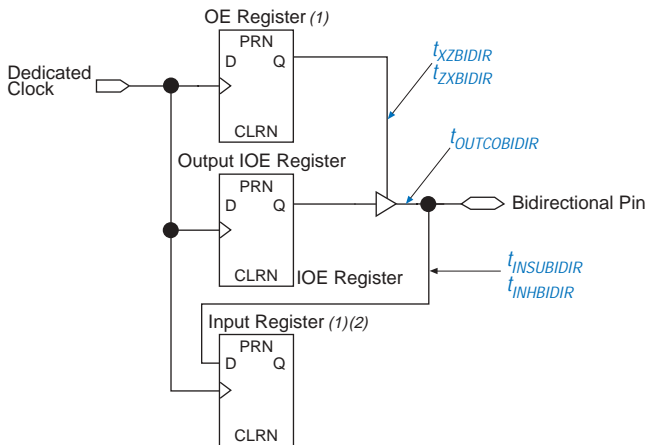 OE Register (1)
PRN
D Q
CLRN
Dedicated
Clock
tXZBIDIR
tZXBIDIR
tOUTCOBIDIR
Output IOE Register
PRN
D Q
CLRN
Bidirectional Pin
IOE Register
tINSUBIDIR
tINHBIDIR
Input Register (1)(2)
PRN
D Q
CLRN